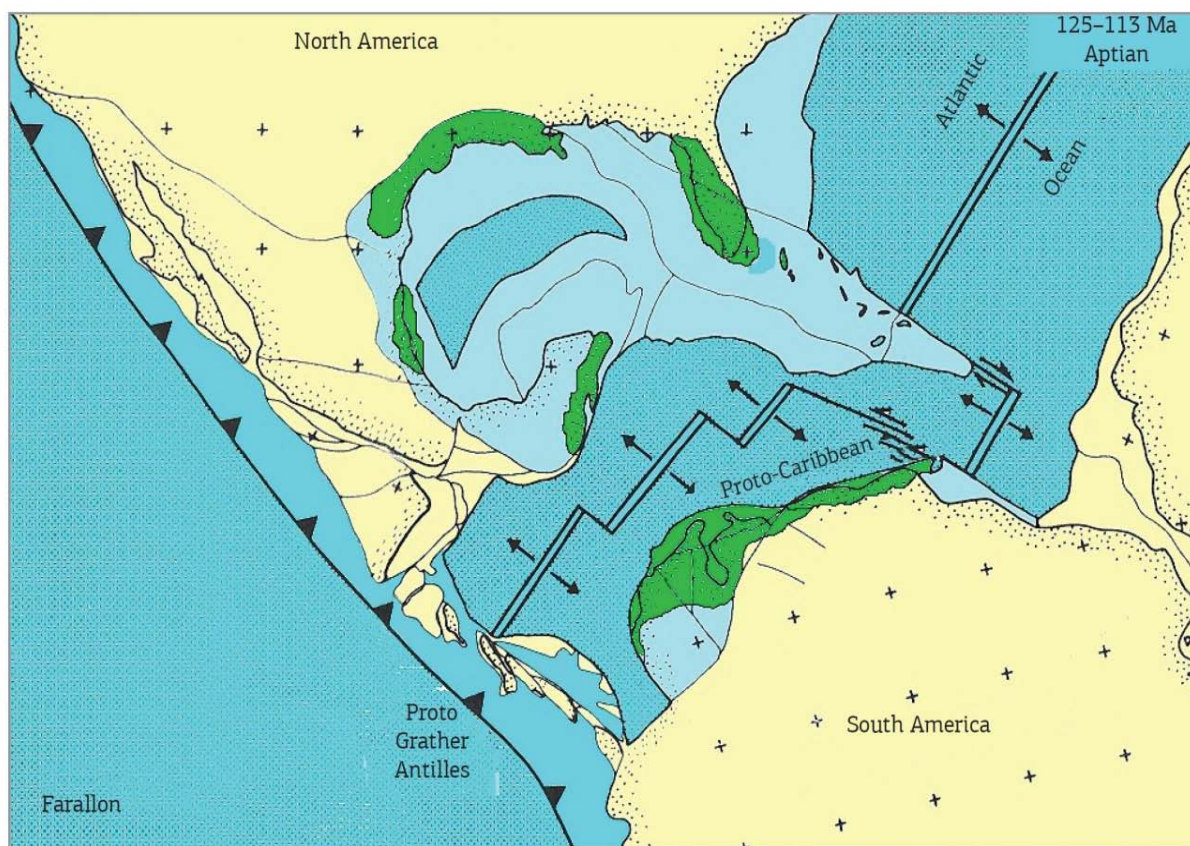 North America
125–113 Ma
Aptian
Atlantic
Ocean
Proto-Caribbean
Proto
Grather
Antilles
South America
Farallon